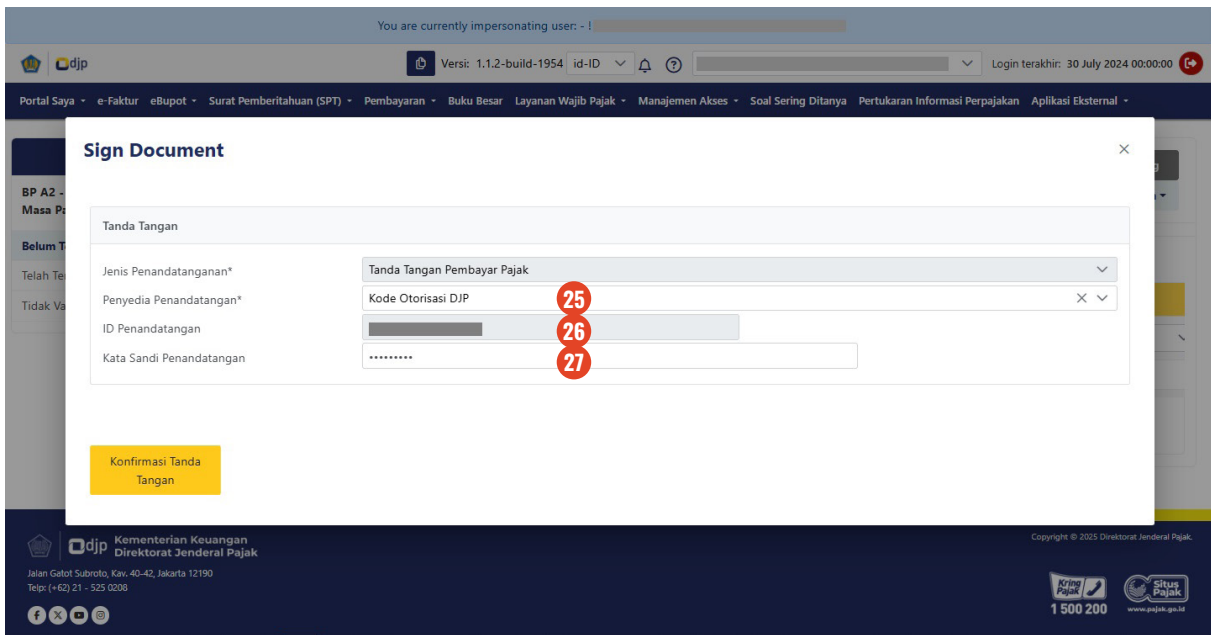 You are currently impersonating user: - !
djp
Versi: 1.1.2-build-1954 id-ID
Login terakhir: 30 July 2024 00:00:00
Portal Saya e-Faktur eBupot Surat Pemberitahuan (SPT) Pembayaran Buku Besar Layanan Wajib Pajak Manajemen Akses Soal Sering Ditanya Pertukaran Informasi Perpajakan Aplikasi Eksternal
Sign Document
BP A2 -
Masa Pa
Belum T
Telah Te
Tidak Va
Tanda Tangan
Jenis Penandatanganan* Tanda Tangan Pembayar Pajak
Penyedia Penandatangan* Kode Otorisasi DJP 25
ID Penandatangan 26
Kata Sandi Penandatangan ••••••••• 27
Konfirmasi Tanda
Tangan
djp Kementerian Keuangan
Direktorat Jenderal Pajak
Copyright © 2025 Direktorat Jenderal Pajak.
Jalan Gatot Subroto, Kav. 40-42, Jakarta 12190
Telp: (+62) 21 - 525 0208
Kring
Pajak
1 500 200
Situs
Pajak
www.pajak.go.id